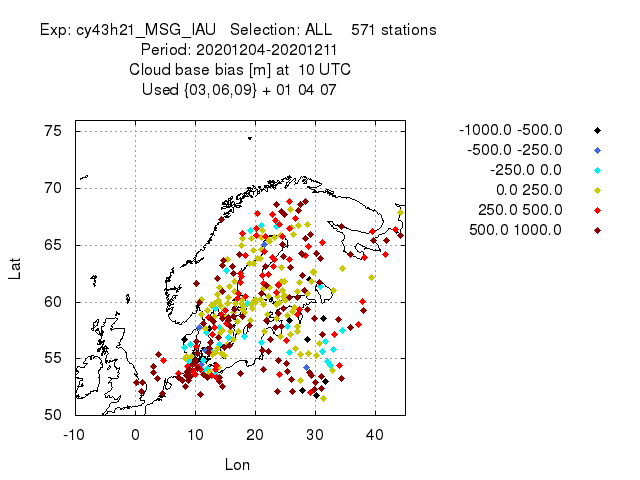 Exp: cy43h21_MSG_IAU   Selection: ALL    571 stations
Period: 20201204-20201211
Cloud base bias [m] at  10 UTC
Used {03,06,09} + 01 04 07
-1000.0 -500.0
-500.0 -250.0
-250.0 0.0
0.0 250.0
250.0 500.0
500.0 1000.0
75
70
65
60
55
50
Lat
-10 0 10 20 30 40
Lon